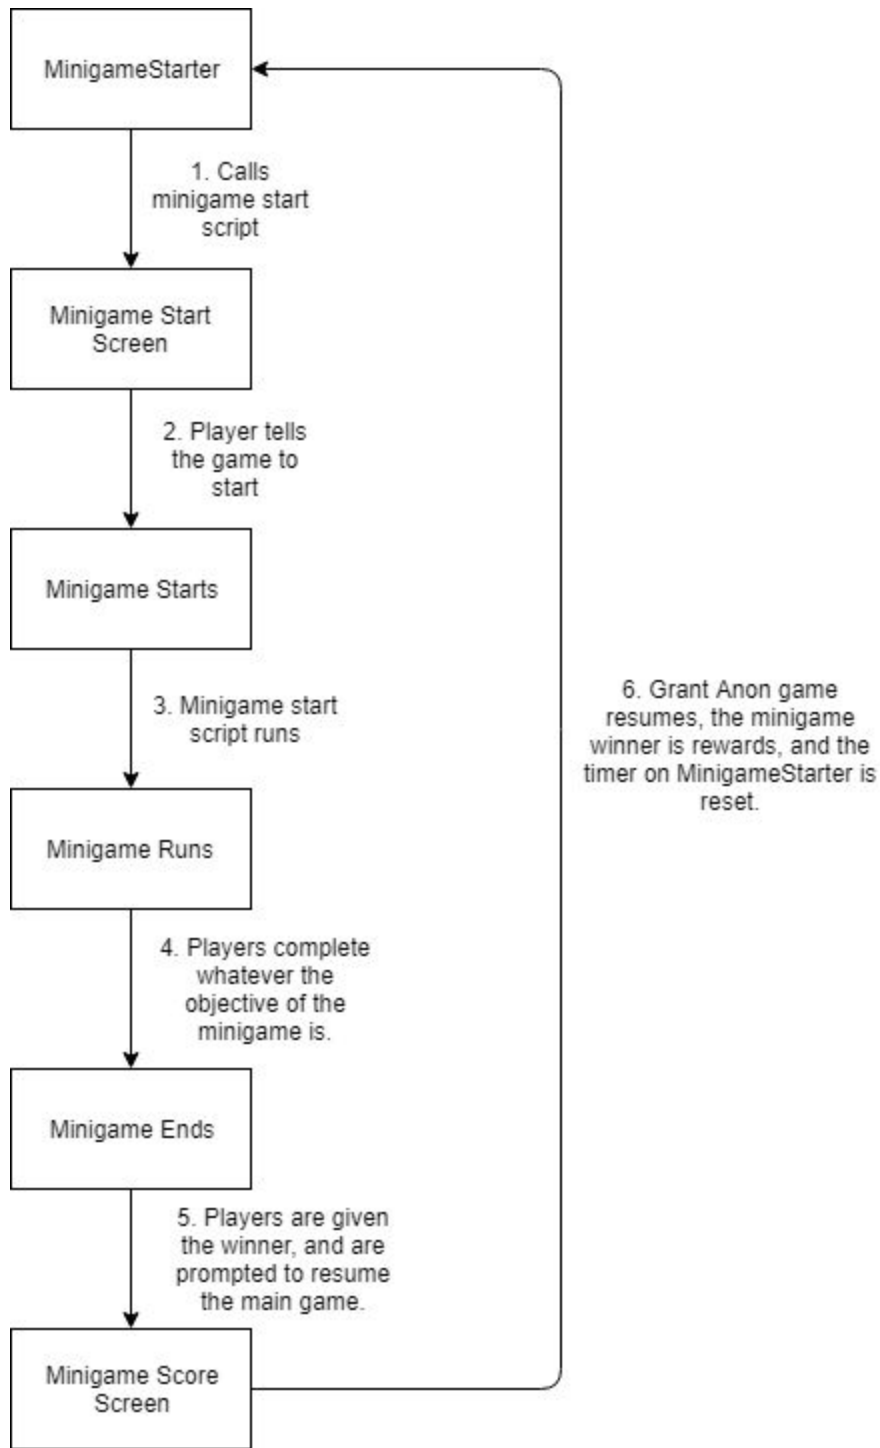 MinigameStarter
1. Calls
minigame start
script
Minigame Start
Screen
2. Player tells
the game to
start
Minigame Starts
3. Minigame start
script runs
Minigame Runs
4. Players complete
whatever the
objective of the
minigame is.
Minigame Ends
5. Players are given
the winner, and are
prompted to resume
the main game.
Minigame Score
Screen
6. Grant Anon game
resumes, the minigame
winner is rewards, and the
timer on MinigameStarter is
reset.